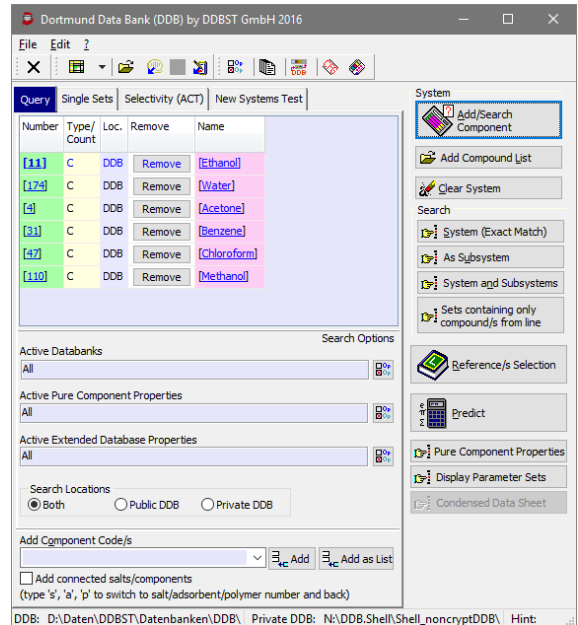 Dortmund Data Bank (DDB) by DDBST GmbH 2016
File Edit ?
DDB
Query Single Sets Selectivity (ACT) New Systems Test
Number Type/ Count Loc. Remove Name
[11] C DDB Remove [Ethanol]
[174] C DDB Remove [Water]
[4] C DDB Remove [Acetone]
[31] C DDB Remove [Benzene]
[47] C DDB Remove [Chloroform]
[110] C DDB Remove [Methanol]
Search Options
Active Databanks
All
Active Pure Component Properties
All
Active Extended Database Properties
All
Search Locations
Both Public DDB Private DDB
Add Component Code/s
Add Add as List
Add connected salts/components
(type 's', 'a', 'p' to switch to salt/adsorbent/polymer number and back)
System
Add/Search
Component
Add Compound List
Clear System
Search
System (Exact Match)
As Subsystem
System and Subsystems
Sets containing only
compound/s from line
Reference/s Selection
Predict
Pure Component Properties
Display Parameter Sets
Condensed Data Sheet
DDB: D:\Daten\DDBST\Datenbanken\DDB\ Private DDB: N:\DDB.Shell\Shell_noncryptDDB\ Hint: